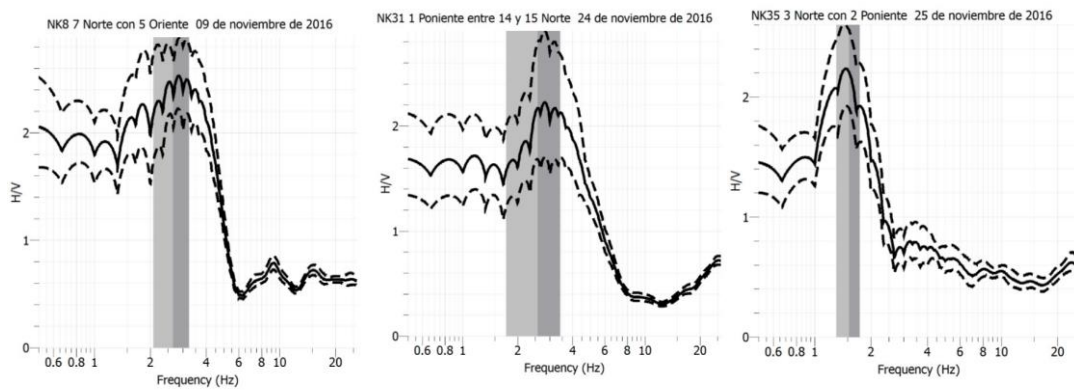 NK8 7 Norte con 5 Oriente 09 de noviembre de 2016
H/V
2
1
0
0.6 0.8 1 2 4 6 8 10 20
Frequency (Hz)
NK31 1 Poniente entre 14 y 15 Norte 24 de noviembre de 2016
H/V
2
1
0
0.6 0.8 1 2 4 6 8 10 20
Frequency (Hz)
NK35 3 Norte con 2 Poniente 25 de noviembre de 2016
H/V
2
1
0
0.6 0.8 1 2 4 6 8 10 20
Frequency (Hz)